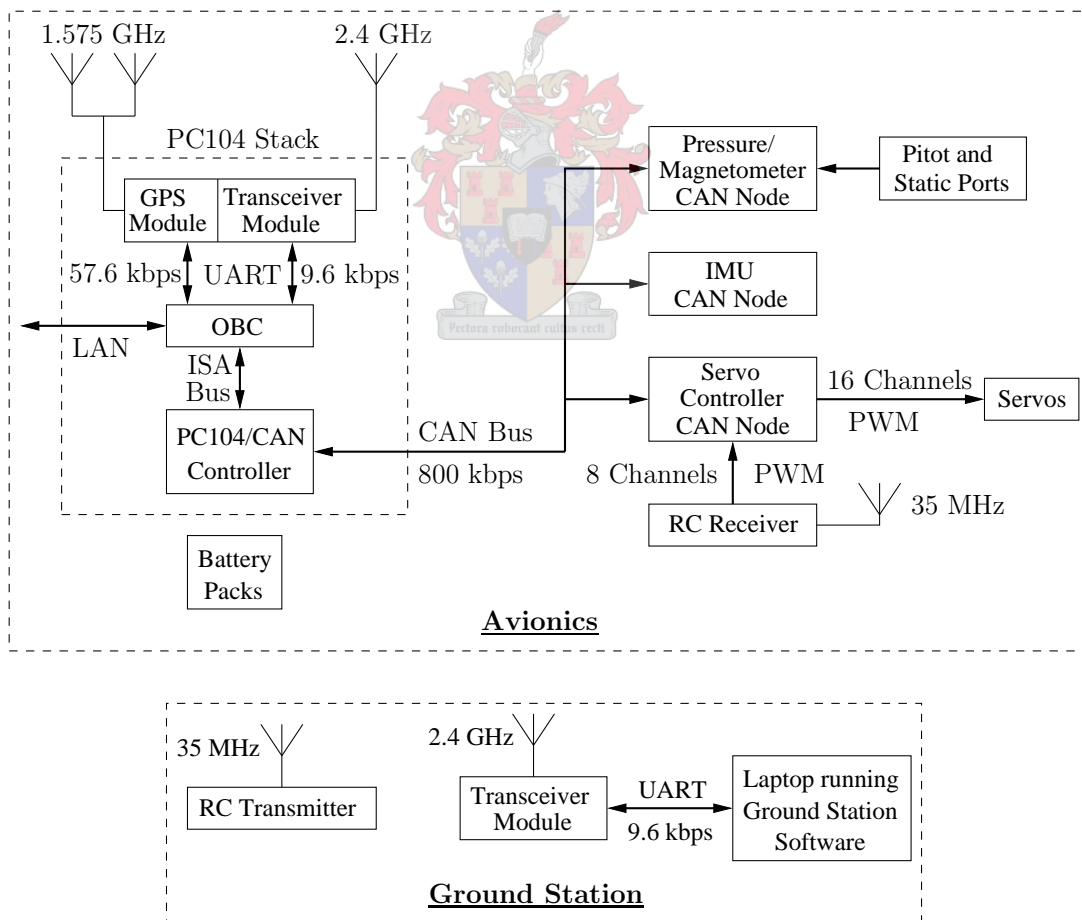 1.575 GHz
2.4 GHz
PC104 Stack
GPS
Module
Transceiver
Module
57.6 kbps
UART
9.6 kbps
OBC
LAN
ISA
Bus
PC104/CAN
Controller
CAN Bus
800 kbps
Pressure/
Magnetometer
CAN Node
Pitot and
Static Ports
IMU
CAN Node
Servo
Controller
CAN Node
16 Channels
PWM
Servos
8 Channels
PWM
RC Receiver
35 MHz
Battery
Packs
Pectora roborant cultus recti
Avionics
35 MHz
RC Transmitter
2.4 GHz
Transceiver
Module
UART
9.6 kbps
Laptop running
Ground Station
Software
Ground Station